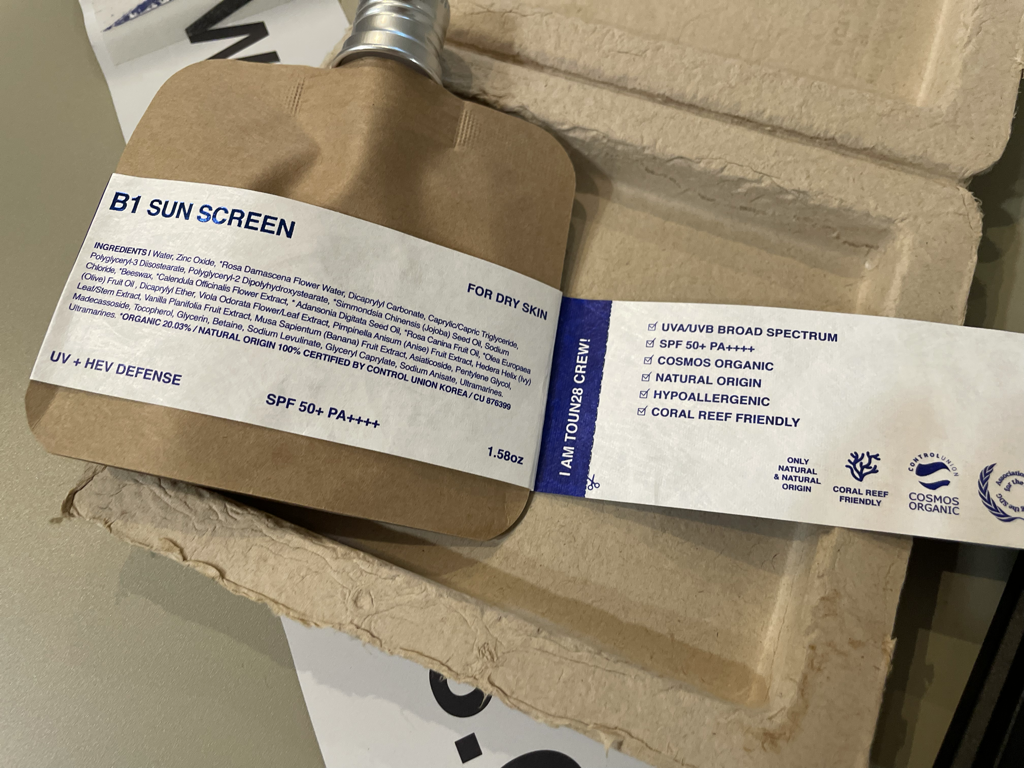 B1 SUN SCREEN
FOR DRY SKIN
INGREDIENTS I Water, Zinc Oxide, *Rosa Damascena Flower Water, Dicaprylyl Carbonate, Caprylic/Capric Triglyceride,
Polyglyceryl-3 Diisostearate, Polyglyceryl-2 Dipolyhydroxystearate, *Simmondsia Chinensis (Jojoba) Seed Oil, Sodium
Chloride, *Beeswax, *Calendula Officinalis Flower Extract, * Adansonia Digitata Seed Oil, *Rosa Canina Fruit Oil, *Olea Europaea
(Olive) Fruit Oil, Dicaprylyl Ether, Viola Odorata Flower/Leaf Extract, Pimpinella Anisum (Anise) Fruit Extract, Hedera Helix (Ivy)
Leaf/Stem Extract, Vanilla Planifolia Fruit Extract, Musa Sapientum (Banana) Fruit Extract, Asiaticoside, Pentylene Glycol,
Madecassoside, Tocopherol, Glycerin, Betaine, Sodium Levulinate, Glyceryl Caprylate, Sodium Anisate, Ultramarines.
Ultramarines. *ORGANIC 20.03% / NATURAL ORIGIN 100% CERTIFIED BY CONTROL UNION KOREA / CU 876399
UV + HEV DEFENSE
SPF 50+ PA++++
1.58oz
I AM TOUN28 CREW!
UVA/UVB BROAD SPECTRUM
SPF 50+ PA++++
COSMOS ORGANIC
NATURAL ORIGIN
HYPOALLERGENIC
CORAL REEF FRIENDLY
ONLY
NATURAL
& NATURAL
ORIGIN
CORAL REEF
FRIENDLY
CONTROLUNION
COSMOS
ORGANIC